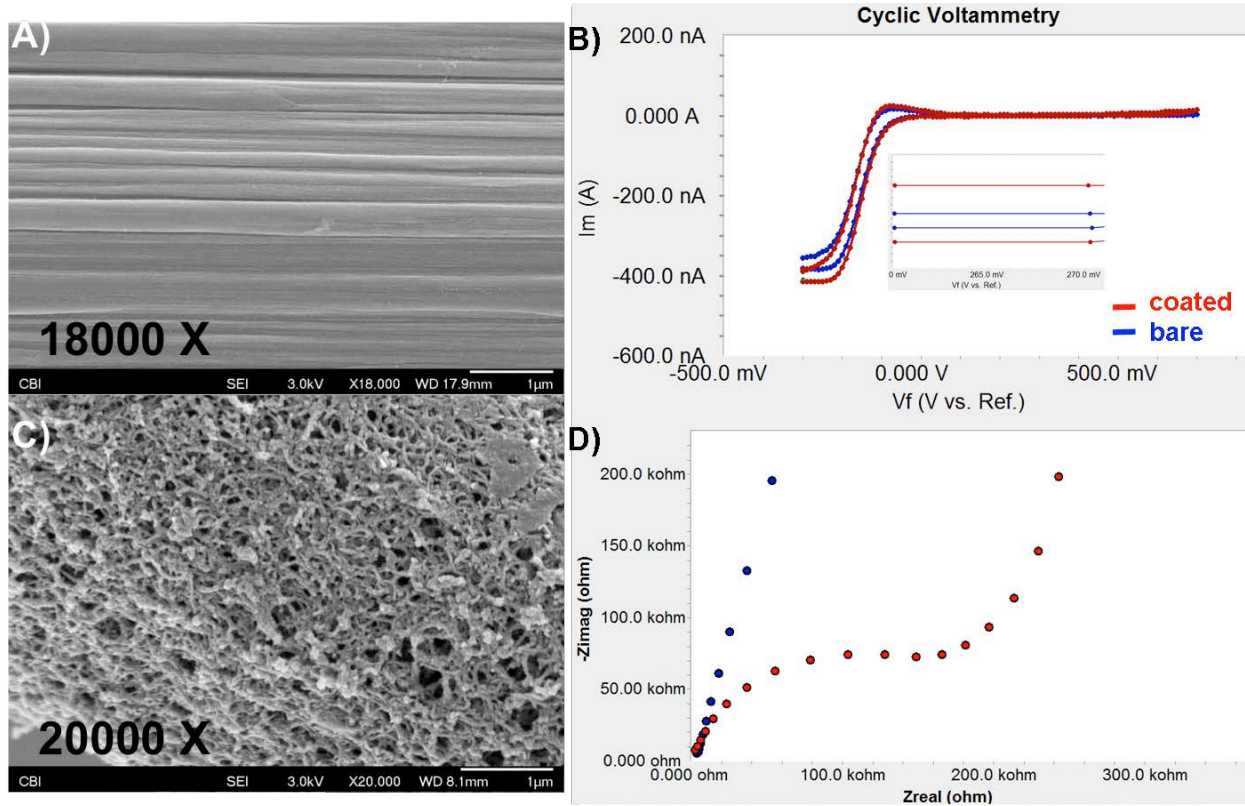 A)
18000 X
CBI SEI 3.0kV X18,000 WD 17.9mm 1µm
B)
Cyclic Voltammetry
200.0 nA
0.000 A
-200.0 nA
-400.0 nA
-600.0 nA
Im (A)
0 mV 265.0 mV 270.0 mV
Vf (V vs. Ref.)
coated
bare
-500.0 mV 0.000 V 500.0 mV
Vf (V vs. Ref.)
C)
20000 X
CBI SEI 3.0kV X20,000 WD 8.1mm 1µm
D)
200.0 kohm
150.0 kohm
100.0 kohm
50.00 kohm
0.000 ohm
-Zimag (ohm)
0.000 ohm 100.0 kohm 200.0 kohm 300.0 kohm
Zreal (ohm)